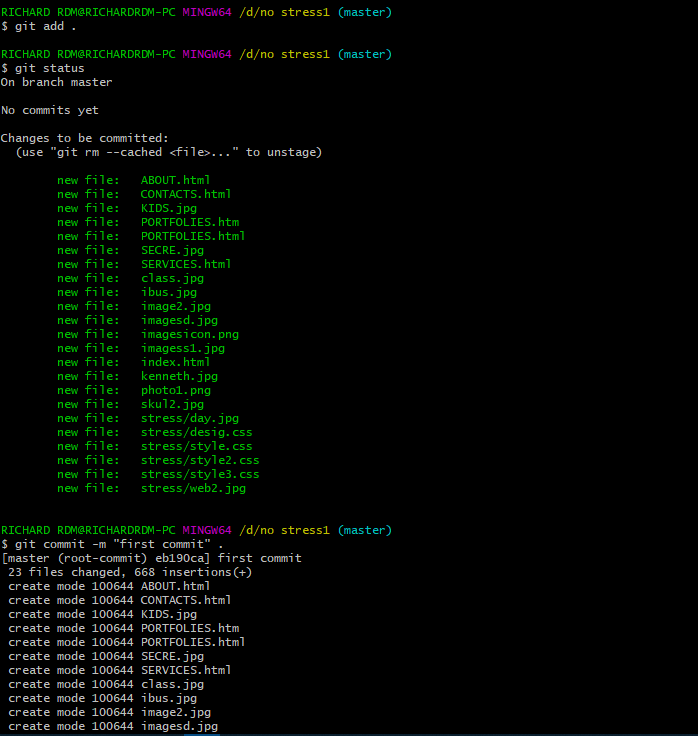 RICHARD RDM@RICHARDRDM-PC MINGW64 /d/no stress1 (master)
$ git add .
RICHARD RDM@RICHARDRDM-PC MINGW64 /d/no stress1 (master)
$ git status
On branch master
No commits yet
Changes to be committed:
(use "git rm --cached <file>..." to unstage)
new file: ABOUT.html
new file: CONTACTS.html
new file: KIDS.jpg
new file: PORTFOLIES.htm
new file: PORTFOLIES.html
new file: SECRE.jpg
new file: SERVICES.html
new file: class.jpg
new file: ibus.jpg
new file: image2.jpg
new file: imagesd.jpg
new file: imagesicon.png
new file: imagess1.jpg
new file: index.html
new file: kenneth.jpg
new file: photo1.png
new file: skul2.jpg
new file: stress/day.jpg
new file: stress/desig.css
new file: stress/style.css
new file: stress/style2.css
new file: stress/style3.css
new file: stress/web2.jpg
RICHARD RDM@RICHARDRDM-PC MINGW64 /d/no stress1 (master)
$ git commit -m "first commit" .
[master (root-commit) eb190ca] first commit
23 files changed, 668 insertions(+)
create mode 100644 ABOUT.html
create mode 100644 CONTACTS.html
create mode 100644 KIDS.jpg
create mode 100644 PORTFOLIES.htm
create mode 100644 PORTFOLIES.html
create mode 100644 SECRE.jpg
create mode 100644 SERVICES.html
create mode 100644 class.jpg
create mode 100644 ibus.jpg
create mode 100644 image2.jpg
create mode 100644 imagesd.jpg